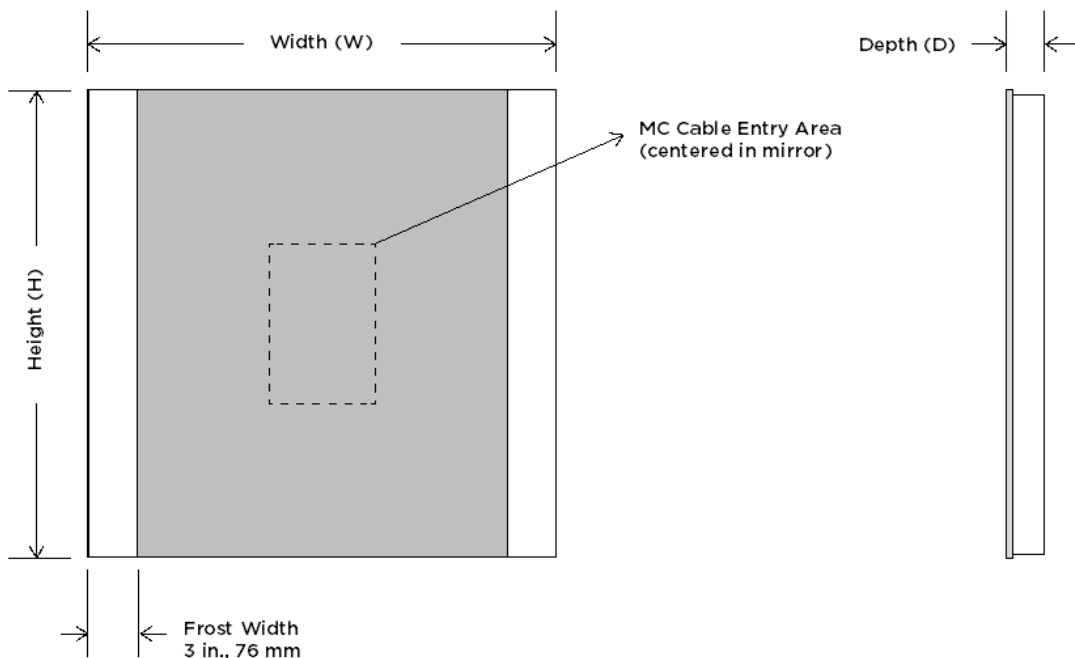 Width (W)
Depth (D)
MC Cable Entry Area
(centered in mirror)
Height (H)
Frost Width
3 in., 76 mm